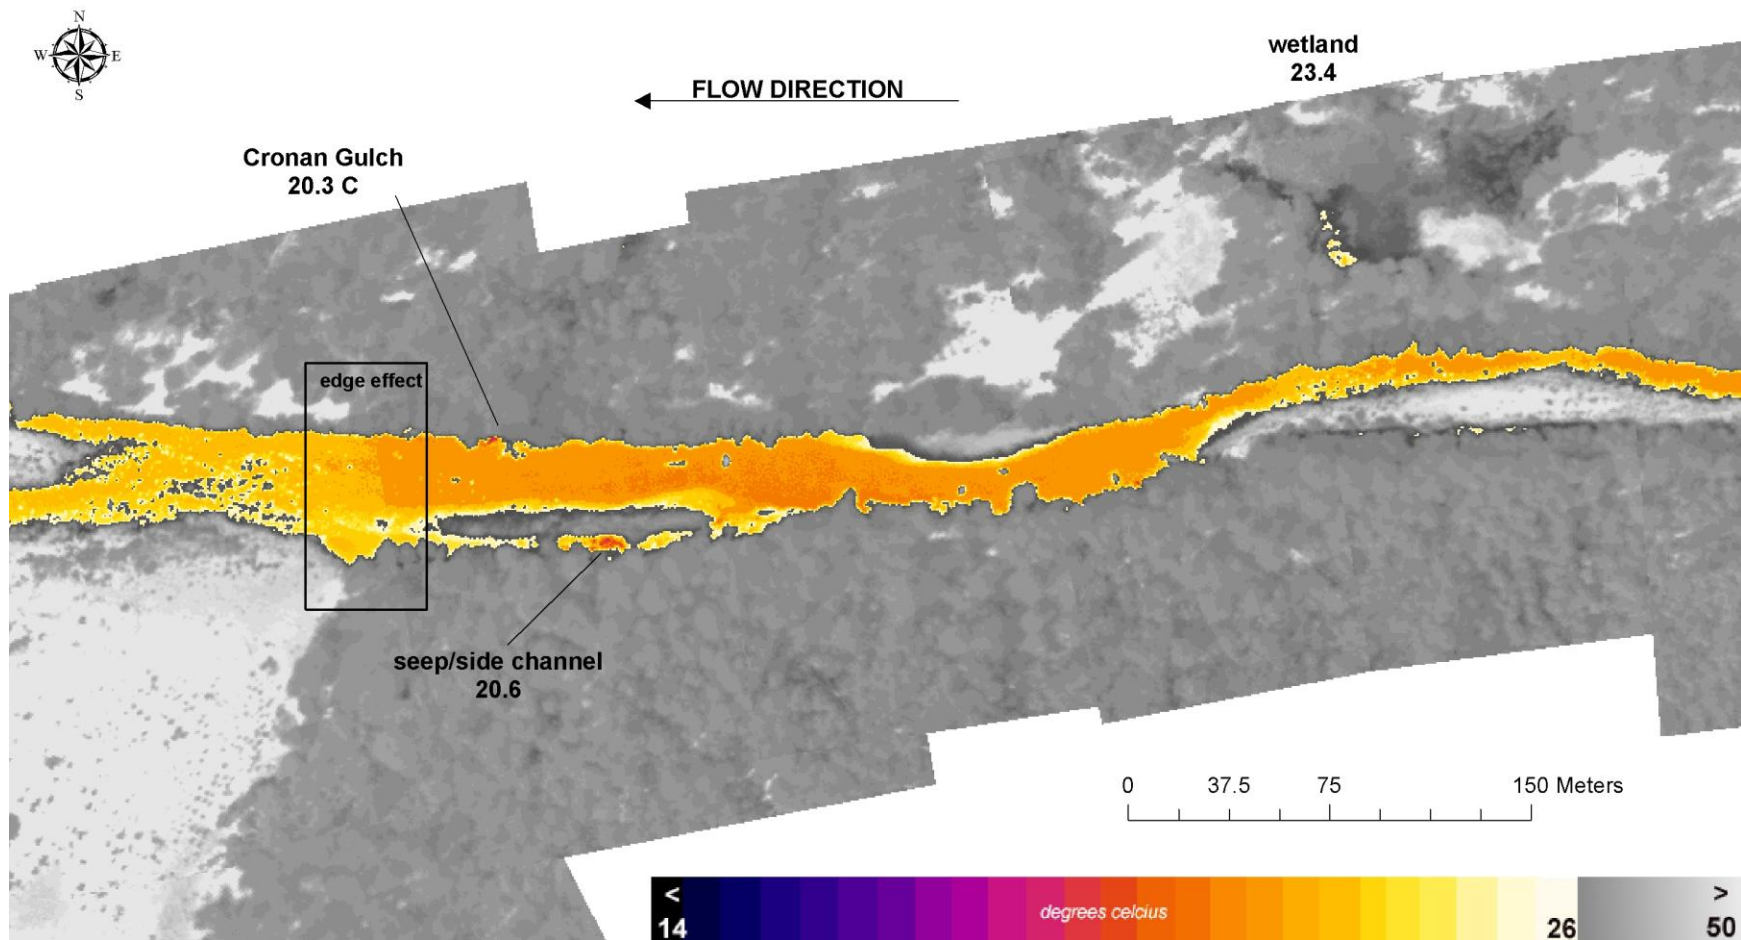 N
W E
S
FLOW DIRECTION
wetland
23.4
Cronan Gulch
20.3 C
edge effect
seep/side channel
20.6
0 37.5 75 150 Meters
< >
degrees celcius
14 26 50